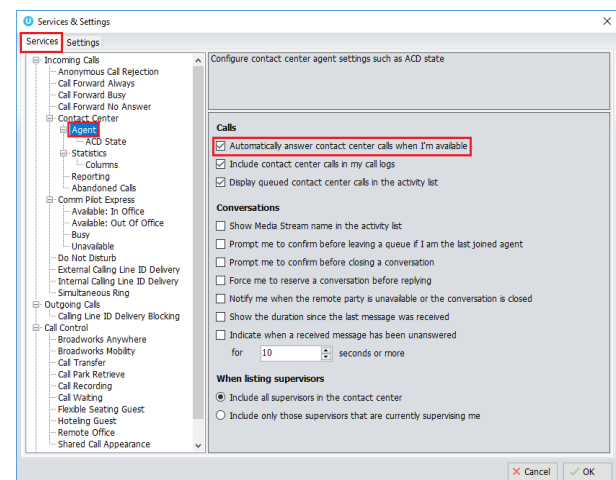 Services & Settings
Services Settings
Incoming Calls
Anonymous Call Rejection
Call Forward Always
Call Forward Busy
Call Forward No Answer
Contact Center
Agent
ACD State
Statistics
Columns
Reporting
Abandoned Calls
Comm Pilot Express
Available: In Office
Available: Out Of Office
Busy
Unavailable
Do Not Disturb
External Calling Line ID Delivery
Internal Calling Line ID Delivery
Simultaneous Ring
Outgoing Calls
Calling Line ID Delivery Blocking
Call Control
Broadworks Anywhere
Broadworks Mobility
Call Transfer
Call Park Retrieve
Call Recording
Call Waiting
Flexible Seating Guest
Hoteling Guest
Remote Office
Shared Call Appearance
Configure contact center agent settings such as ACD state
Calls
Automatically answer contact center calls when I'm available
Include contact center calls in my call logs
Display queued contact center calls in the activity list
Conversations
Show Media Stream name in the activity list
Prompt me to confirm before leaving a queue if I am the last joined agent
Prompt me to confirm before closing a conversation
Force me to reserve a conversation before replying
Notify me when the remote party is unavailable or the conversation is closed
Show the duration since the last message was received
Indicate when a received message has been unanswered
for 10 seconds or more
When listing supervisors
Include all supervisors in the contact center
Include only those supervisors that are currently supervising me
Cancel OK